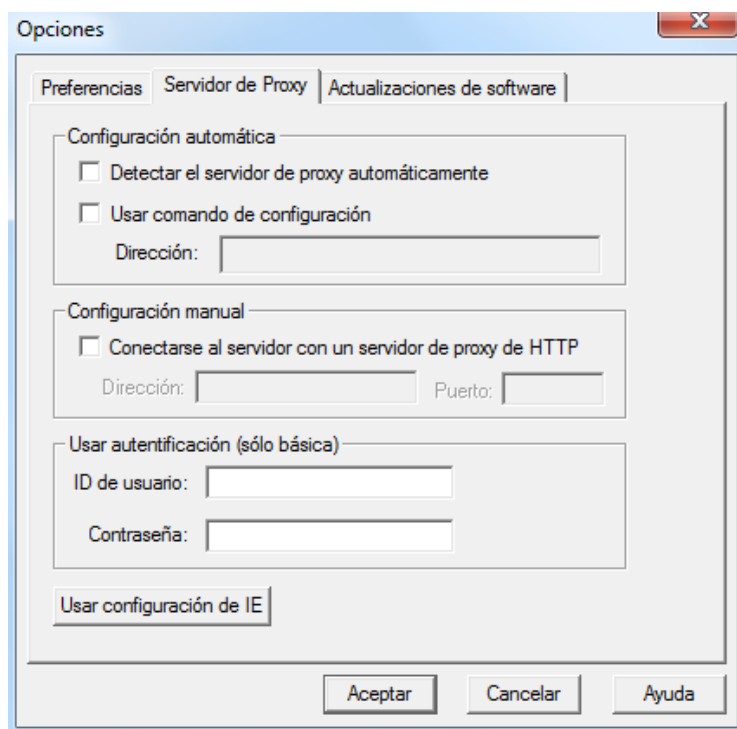 Opciones
Preferencias Servidor de Proxy Actualizaciones de software
Configuración automática
Detectar el servidor de proxy automáticamente
Usar comando de configuración
Dirección:
Configuración manual
Conectarse al servidor con un servidor de proxy de HTTP
Dirección: Puerto:
Usar autentificación (sólo básica)
ID de usuario:
Contraseña:
Usar configuración de IE
Aceptar Cancelar Ayuda